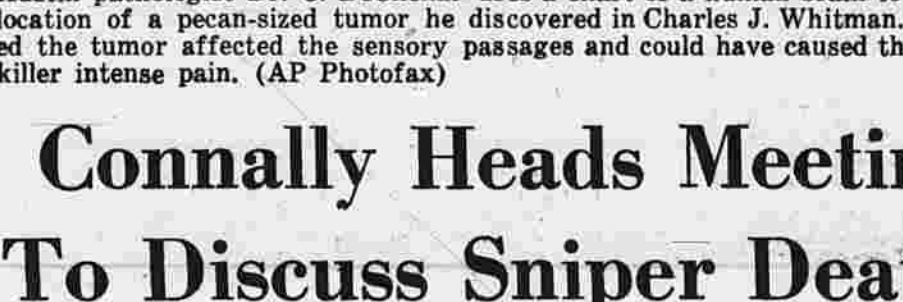 location of a pecan-sized tumor he discovered in Charles J. Whitman.
ed the tumor affected the sensory passages and could have caused th
killer intense pain. (AP Photofax)
Connally Heads Meetin
To Discuss Sniper Dea